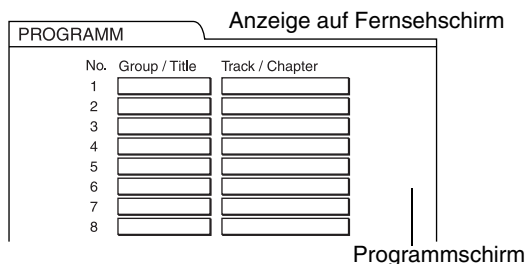 Anzeige auf Fernsehschirm
PROGRAMM
No. Group / Title Track / Chapter
1
2
3
4
5
6
7
8
Programmschirm